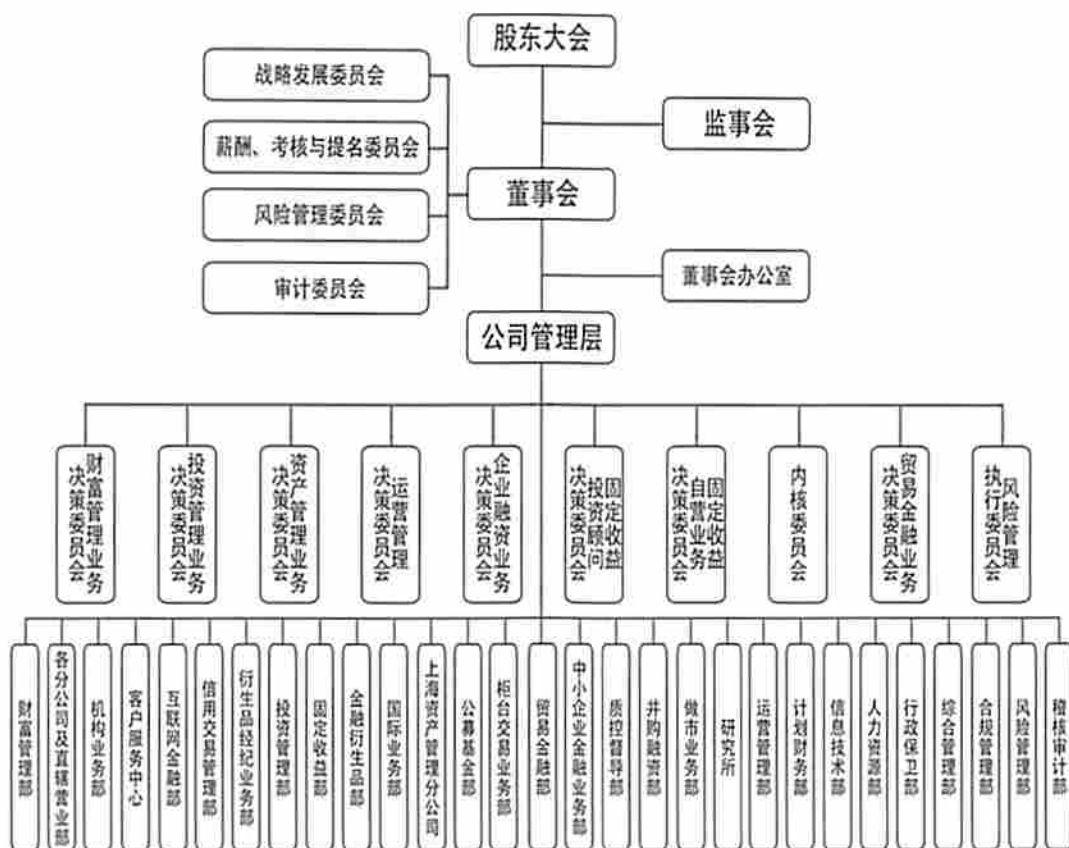 股东大会
战略发展委员会
监事会
薪酬、考核与提名委员会
董事会
风险管理委员会
董事会办公室
审计委员会
公司管理层
财富管理业务
决策委员会
投资管理业务
决策委员会
资产管理业务
决策委员会
运营管理
决策委员会
企业融资业务
决策委员会
固定收益
投资顾问
决策委员会
固定收益
自营业务
决策委员会
内核委员会
贸易金融业务
决策委员会
风险管理
执行委员会
财富管理部
各分公司及直辖营业部
机构业务部
客户服务中心
互联网金融部
信用交易管理部
衍生品经纪业务部
投资管理部
固定收益部
金融衍生品部
国际业务部
上海资产管理分公司
公募基金部
柜台交易业务部
贸易金融部
中小企业金融业务部
质控督导部
并购融资部
做市业务部
研究所
运营管理部
计划财务部
信息技术部
人力资源部
行政保卫部
综合管理部
合规管理部
风险管理部
稽核审计部